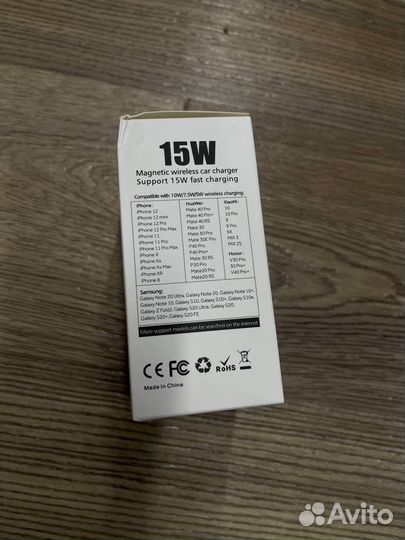 15W
Magnetic wireless car charger
Support 15W fast charging
Compatible with 10W/7.5W/5W wireless charging:
iPhone:
iPhone 12
iPhone 12 mini
iPhone 12 Pro
iPhone 12 Pro Max
iPhone 11
iPhone 11 Pro
iPhone 11 Pro Max
iPhone X
iPhone Xs
iPhone Xs Max
iPhone XR
iPhone 8
HuaWei:
Mate 40 Pro
Mate 40 Pro+
Mate 40 RS
Mate 30
Mate 30 Pro
Mate 30E Pro
P40 Pro
P40 Pro+
Mate 30 RS
P30 Pro
Mate20 Pro
Mate20 RS
XiaoMi:
10
10 Pro
9
9 Pro
MIX 3
MIX 2S
Honor:
V30 Pro
30 Pro+
V40 Pro+
Samsung:
Galaxy Note 20 Ultra, Galaxy Note 20, Galaxy Note 10+,
Galaxy Note 10, Galaxy S10, Galaxy S10+, Galaxy S10e,
Galaxy Z Fold2, Galaxy S20 Ultra, Galaxy S20,
Galaxy S20+, Galaxy S20 FE
More support models can be searched on the Internet
CE FC RoHS
Made in China
Avito